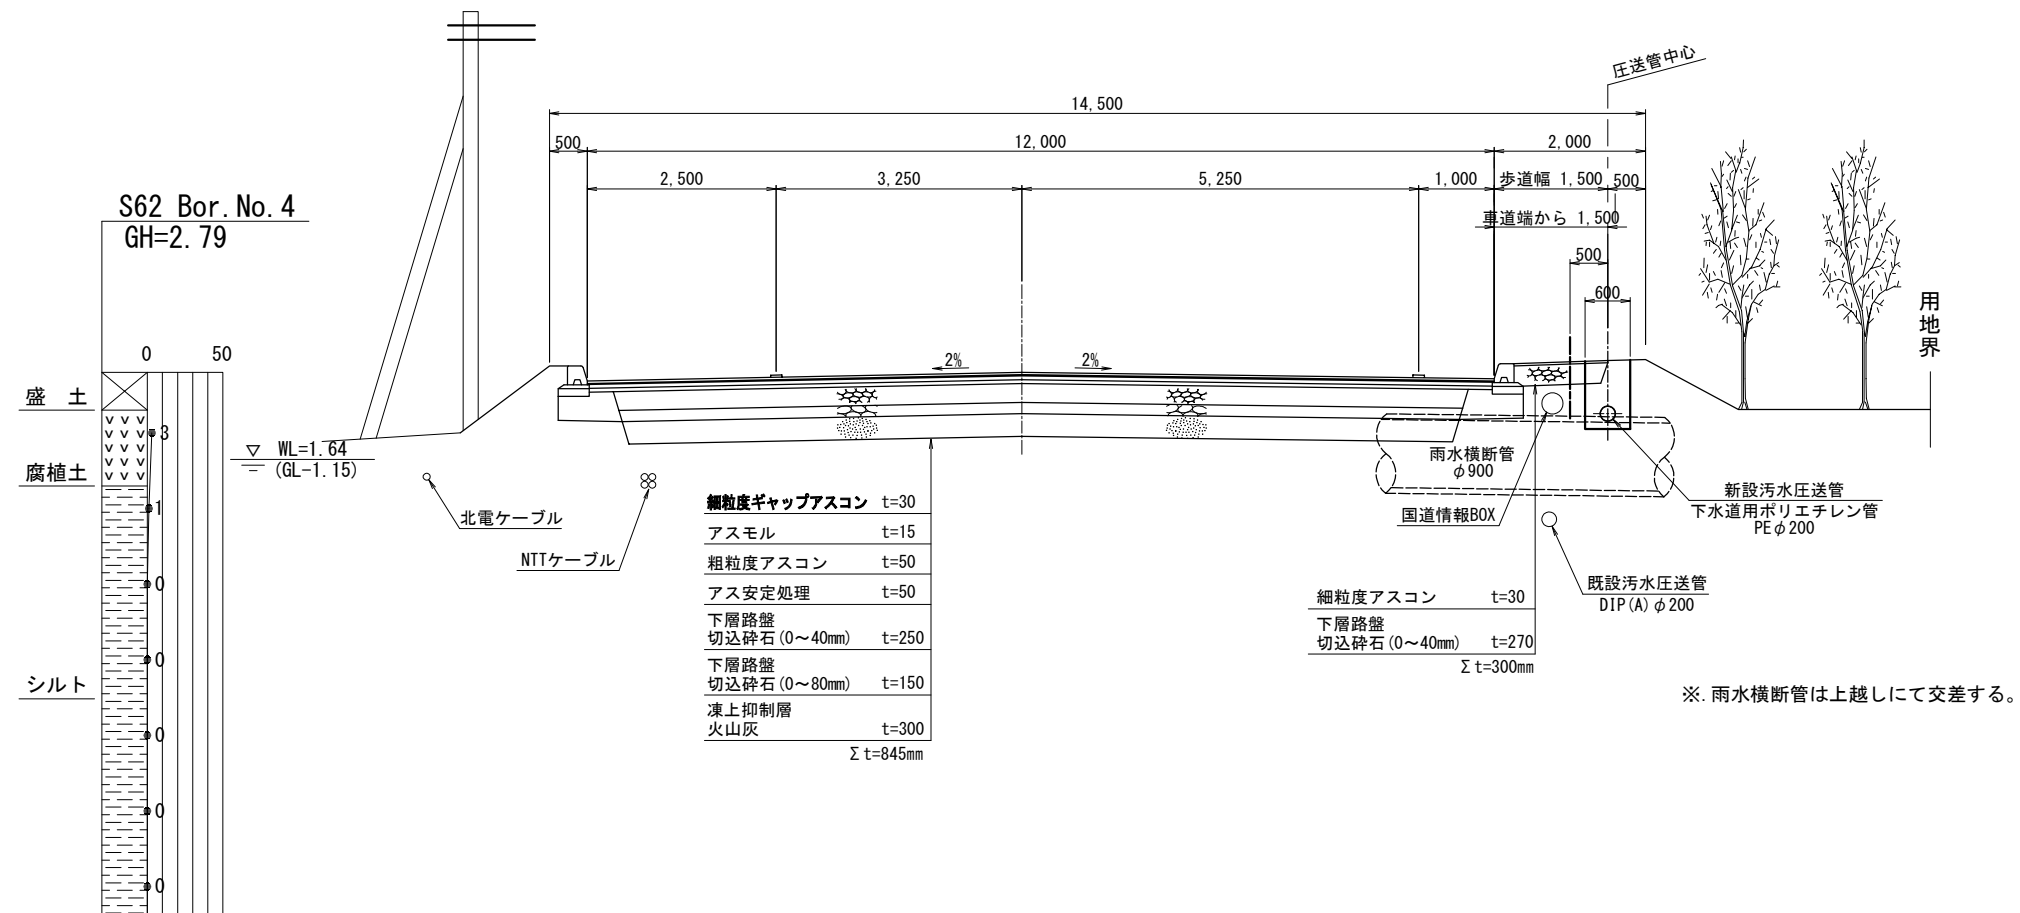 圧送管中心
14,500
500
12,000
2,000
2,500
3,250
5,250
1,000
歩道幅 1,500
500
車道端から 1,500
500
600
S62 Bor.No.4
GH=2.79
0
50
2%
2%
用地界
盛 土
3
腐植土
WL=1.64
(GL-1.15)
1
0
0
シルト
0
0
0
北電ケーブル
NTTケーブル
細粒度ギャップアスコン t=30
アスモル t=15
粗粒度アスコン t=50
アス安定処理 t=50
下層路盤
切込砕石(0～40mm) t=250
下層路盤
切込砕石(0～80mm) t=150
凍上抑制層
火山灰 t=300
Σt=845mm
雨水横断管
φ900
国道情報BOX
新設汚水圧送管
下水道用ポリエチレン管
PEφ200
既設汚水圧送管
DIP(A)φ200
細粒度アスコン t=30
下層路盤
切込砕石(0～40mm) t=270
Σt=300mm
※.雨水横断管は上越しにて交差する。